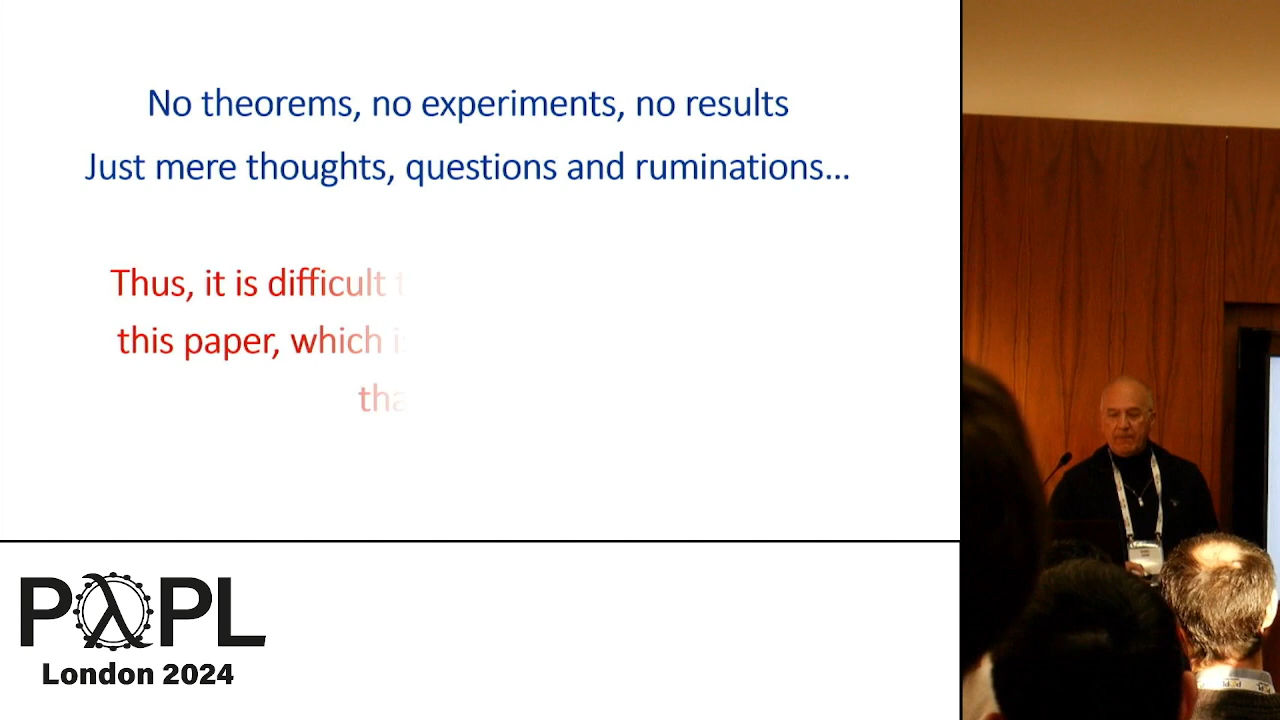 No theorems, no experiments, no results
Just mere thoughts, questions and ruminations...
Thus, it is difficult
this paper, which
POPL
London 2024